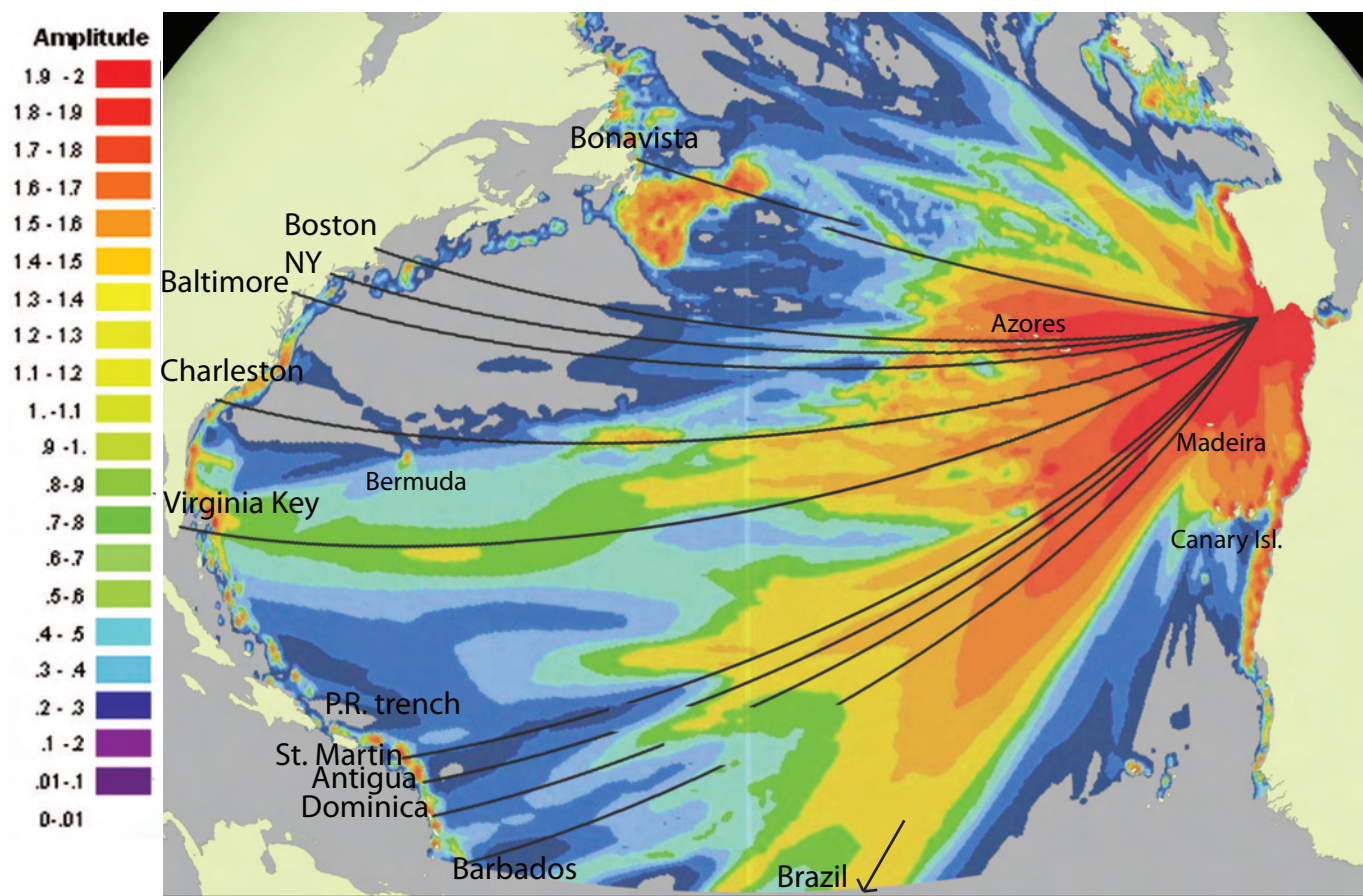 Amplitude
1.9 - 2
1.8 - 1.9
1.7 - 1.8
1.6 - 1.7
1.5 - 1.6
1.4 - 1.5
1.3 - 1.4
1.2 - 1.3
1.1 - 1.2
1. - 1.1
.9 - 1.
.8 - .9
.7 - .8
.6 - .7
.5 - .6
.4 - .5
.3 - .4
.2 - .3
.1 - .2
.01 - .1
0 - .01
Bonavista
Boston
NY
Baltimore
Azores
Charleston
Madeira
Bermuda
Virginia Key
Canary Isl.
P.R. trench
St. Martin
Antigua
Dominica
Barbados
Brazil